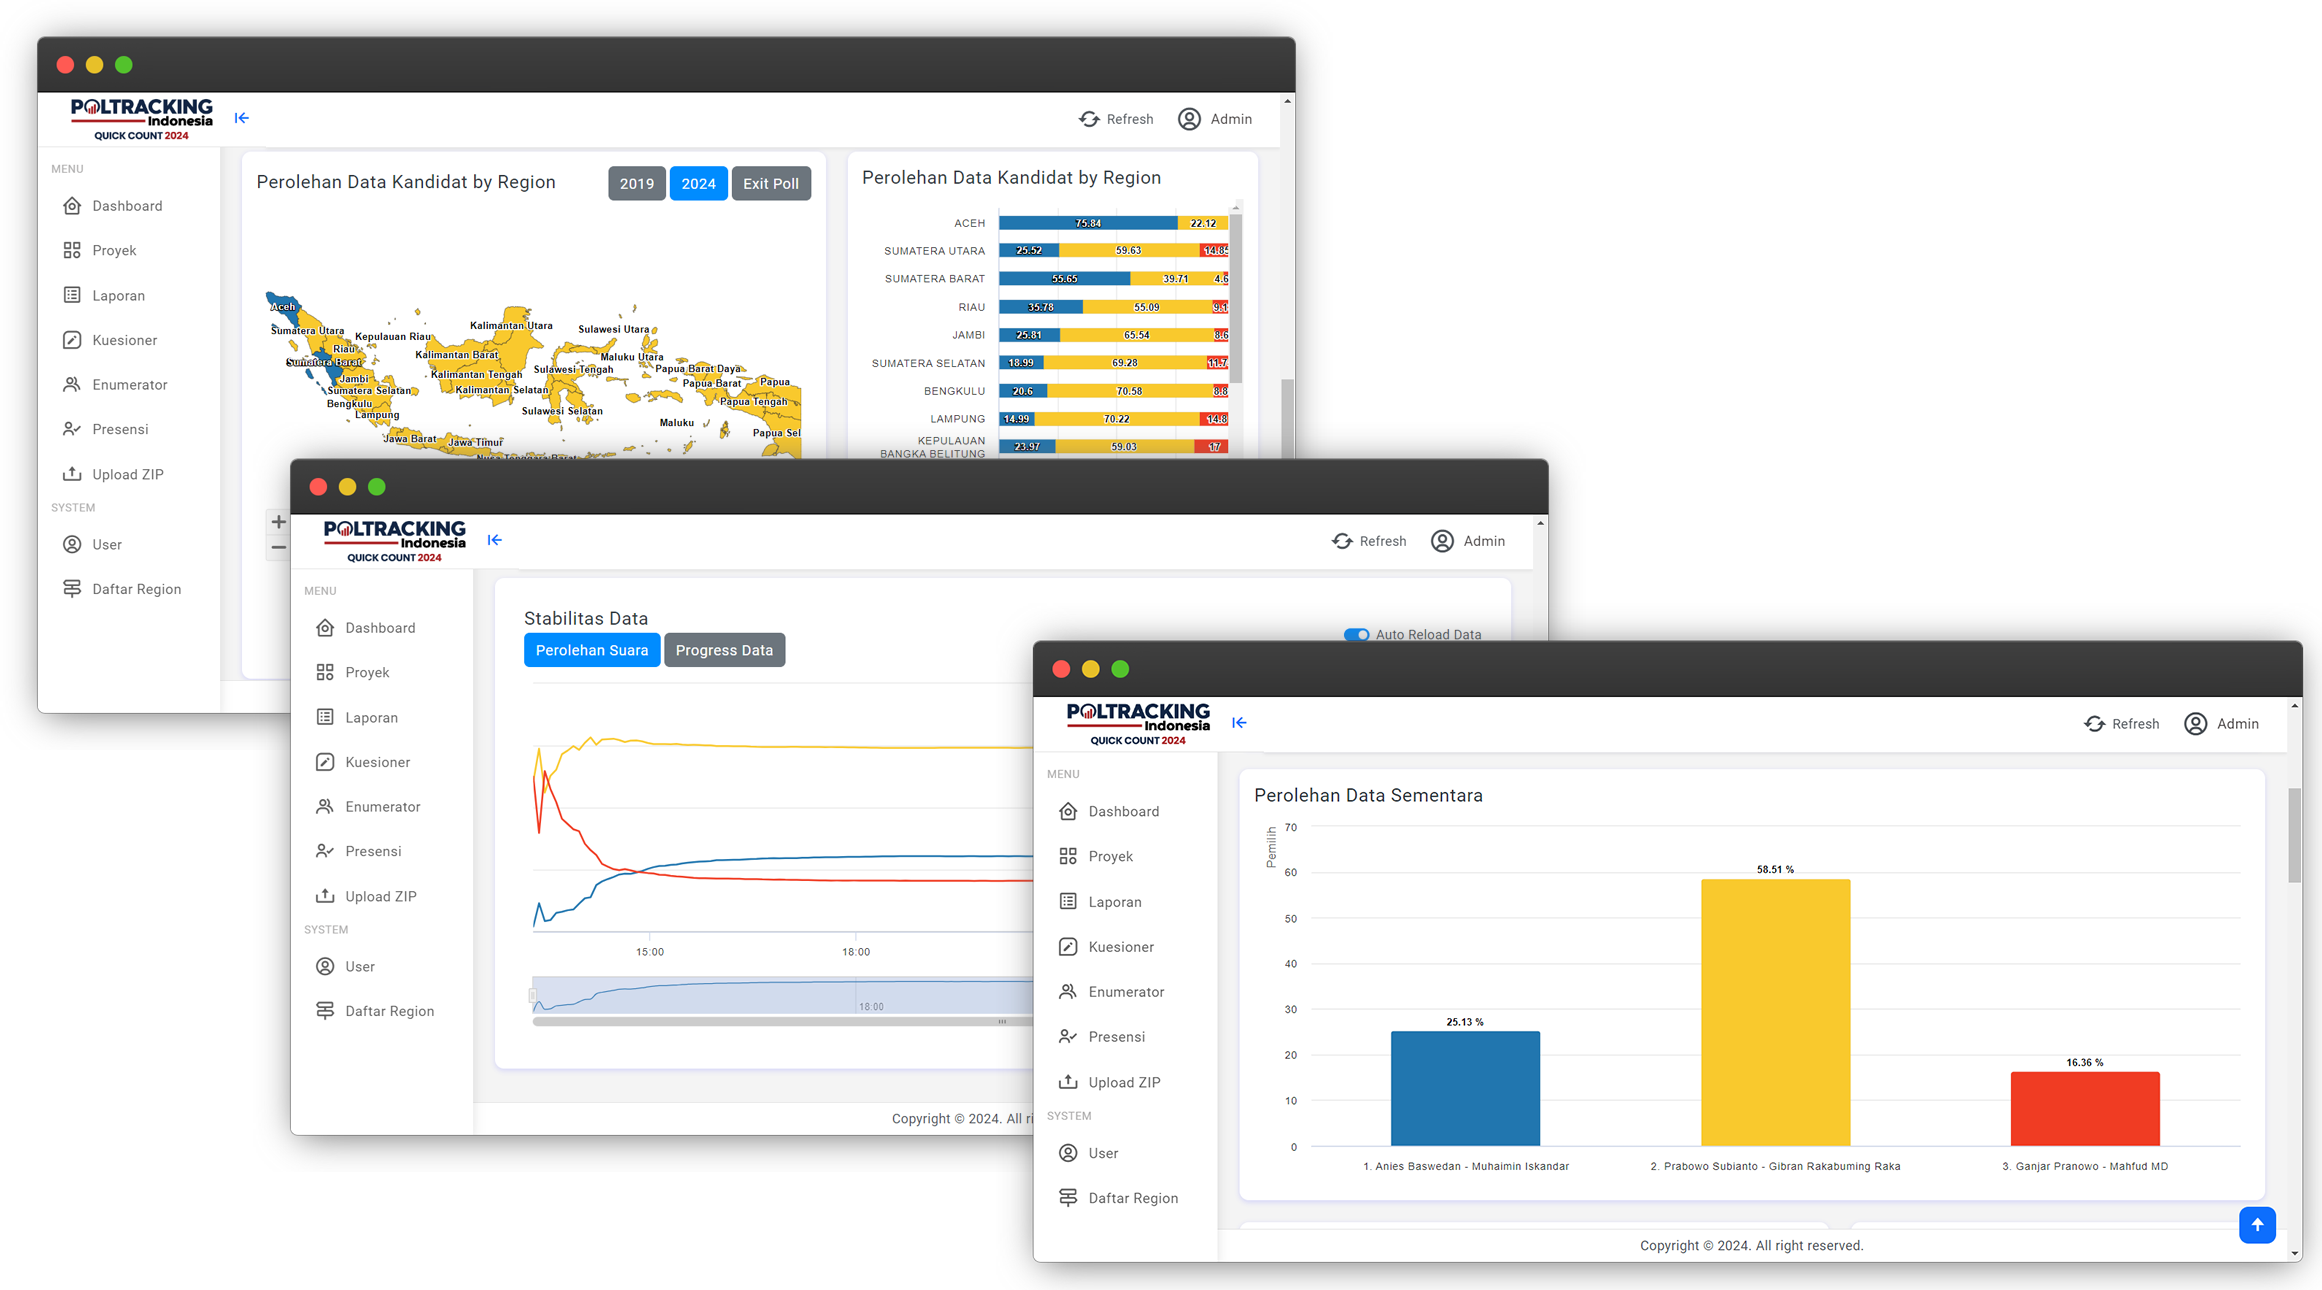 POLTRACKING
Indonesia
QUICK COUNT 2024
Refresh
Admin
MENU
Dashboard
Proyek
Laporan
Kuesioner
Enumerator
Presensi
Upload ZIP
SYSTEM
User
Daftar Region
Perolehan Data Kandidat by Region
2019
2024
Exit Poll
Aceh
Sumatera Utara
Kepulauan Riau
Riau
Sumatera Barat
Jambi
Sumatera Selatan
Bengkulu
Lampung
Jawa Barat
Jawa Timur
Nusa Tenggara Barat
Kalimantan Utara
Kalimantan Barat
Kalimantan Tengah
Kalimantan Selatan
Sulawesi Utara
Maluku Utara
Sulawesi Tengah
Sulawesi Selatan
Maluku
Papua Barat Daya
Papua Barat
Papua
Papua Tengah
Papua Sel
+
−
Perolehan Data Kandidat by Region
ACEH 75.84 22.12
SUMATERA UTARA 25.52 59.63 14.85
SUMATERA BARAT 55.65 39.71 4.6
RIAU 35.78 55.09 9.1
JAMBI 25.81 65.54 8.6
SUMATERA SELATAN 18.99 69.28 11.7
BENGKULU 20.6 70.58 8.8
LAMPUNG 14.99 70.22 14.8
KEPULAUAN
BANGKA BELITUNG 23.97 59.03 17
POLTRACKING
Indonesia
QUICK COUNT 2024
Refresh
Admin
MENU
Dashboard
Proyek
Laporan
Kuesioner
Enumerator
Presensi
Upload ZIP
SYSTEM
User
Daftar Region
Stabilitas Data
Perolehan Suara
Progress Data
Auto Reload Data
15:00
18:00
18:00
Copyright © 2024. All ri
POLTRACKING
Indonesia
QUICK COUNT 2024
Refresh
Admin
MENU
Dashboard
Proyek
Laporan
Kuesioner
Enumerator
Presensi
Upload ZIP
SYSTEM
User
Daftar Region
Perolehan Data Sementara
Pemilih
70
60
50
40
30
20
10
0
25.13 %
58.51 %
16.36 %
1. Anies Baswedan - Muhaimin Iskandar
2. Prabowo Subianto - Gibran Rakabuming Raka
3. Ganjar Pranowo - Mahfud MD
Copyright © 2024. All right reserved.